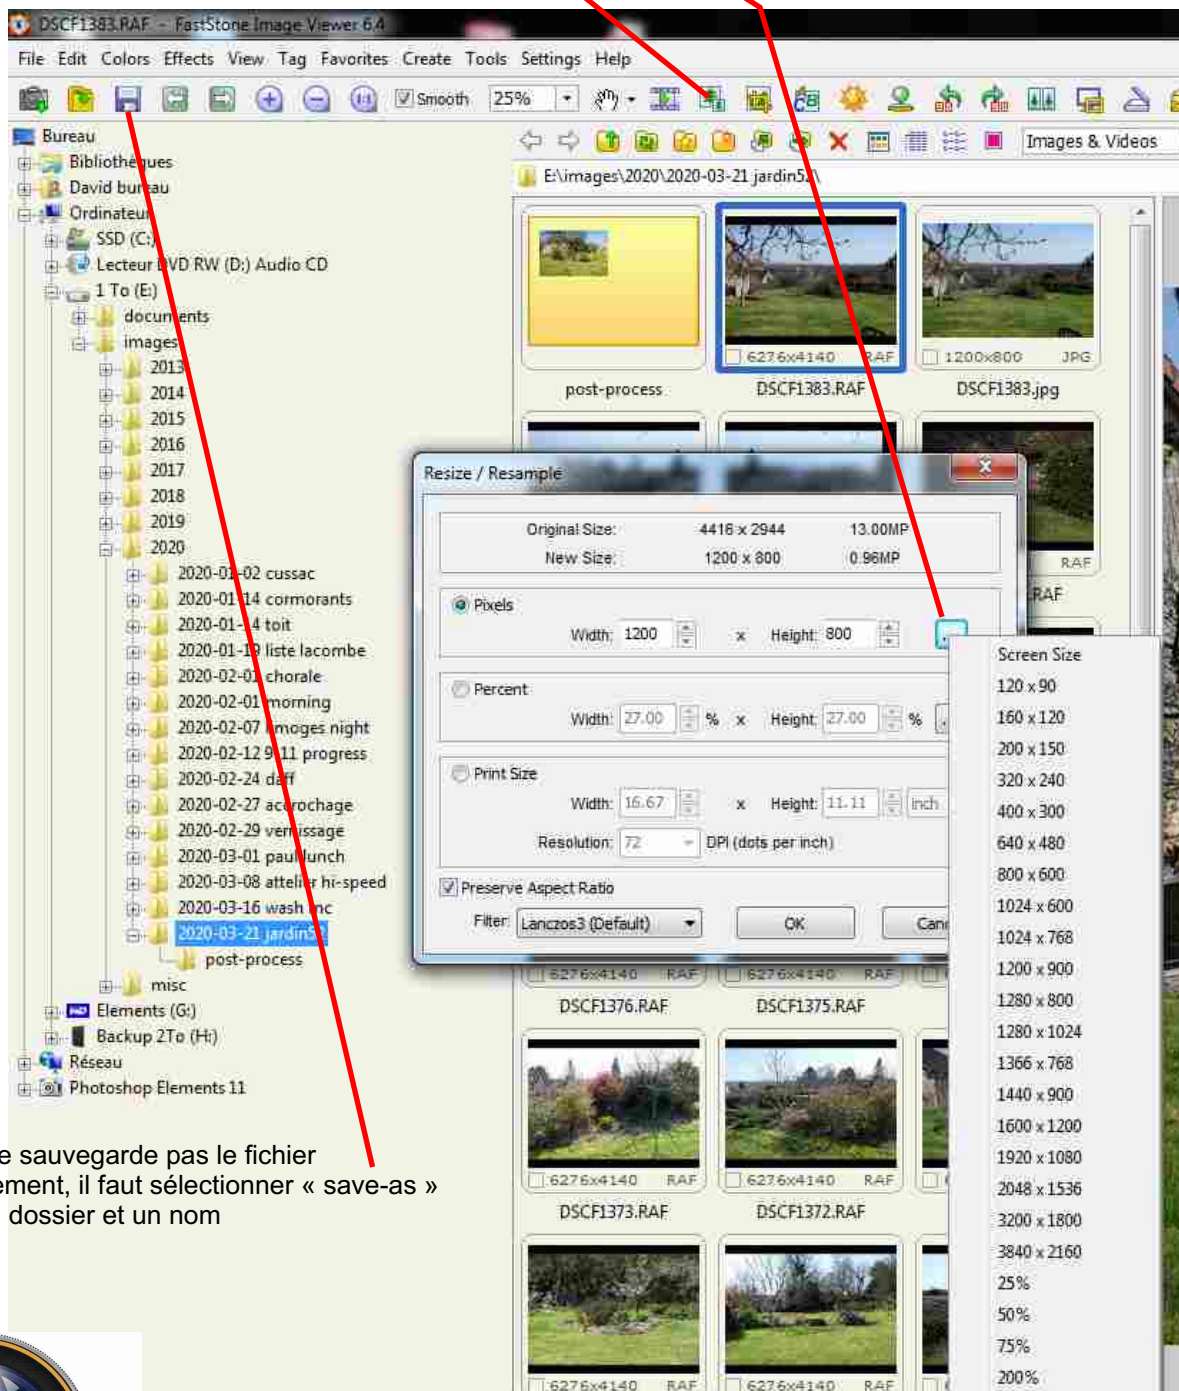 DSCF1383.RAF - FastStone Image Viewer 6.4
File Edit Colors Effects View Tag Favorites Create Tools Settings Help
Smooth 25%
Images & Videos
E:\images\2020\2020-03-21 jardin52\
Bureau
Bibliothèques
David bureau
Ordinateur
SSD (C:)
Lecteur DVD RW (D:) Audio CD
1 To (E:)
documents
images
2013
2014
2015
2016
2017
2018
2019
2020
2020-01-02 cussac
2020-01-14 cormorants
2020-01-14 toit
2020-01-19 liste lacombe
2020-02-01 chorale
2020-02-01 morning
2020-02-07 limoges night
2020-02-12 9-11 progress
2020-02-24 daff
2020-02-27 accrochage
2020-02-29 vernissage
2020-03-01 paul lunch
2020-03-08 attelier hi-speed
2020-03-16 wash mc
2020-03-21 jardin52
post-process
misc
Elements (G:)
Backup 2To (H:)
Réseau
Photoshop Elements 11
e sauvegarde pas le fichier
ement, il faut sélectionner « save-as »
dossier et un nom
6276x4140 RAF
1200x800 JPG
post-process
DSCF1383.RAF
DSCF1383.jpg
RAF
.RAF
Resize / Resample
Original Size: 4416 x 2944 13.00MP
New Size: 1200 x 800 0.96MP
Pixels
Width: 1200 x Height: 800
Percent
Width: 27.00 % x Height: 27.00 %
Print Size
Width: 16.67 x Height: 11.11 inch
Resolution: 72 DPI (dots per inch)
Preserve Aspect Ratio
Filter: Lanczos3 (Default) OK Canc
Screen Size
120 x 90
160 x 120
200 x 150
320 x 240
400 x 300
640 x 480
800 x 600
1024 x 600
1024 x 768
1200 x 900
1280 x 800
1280 x 1024
1366 x 768
1440 x 900
1600 x 1200
1920 x 1080
2048 x 1536
3200 x 1800
3840 x 2160
25%
50%
75%
200%
6276x4140 RAF
6276x4140 RAF
DSCF1376.RAF
DSCF1375.RAF
6276x4140 RAF
6276x4140 RAF
DSCF1373.RAF
DSCF1372.RAF
6276x4140 RAF
6276x4140 RAF